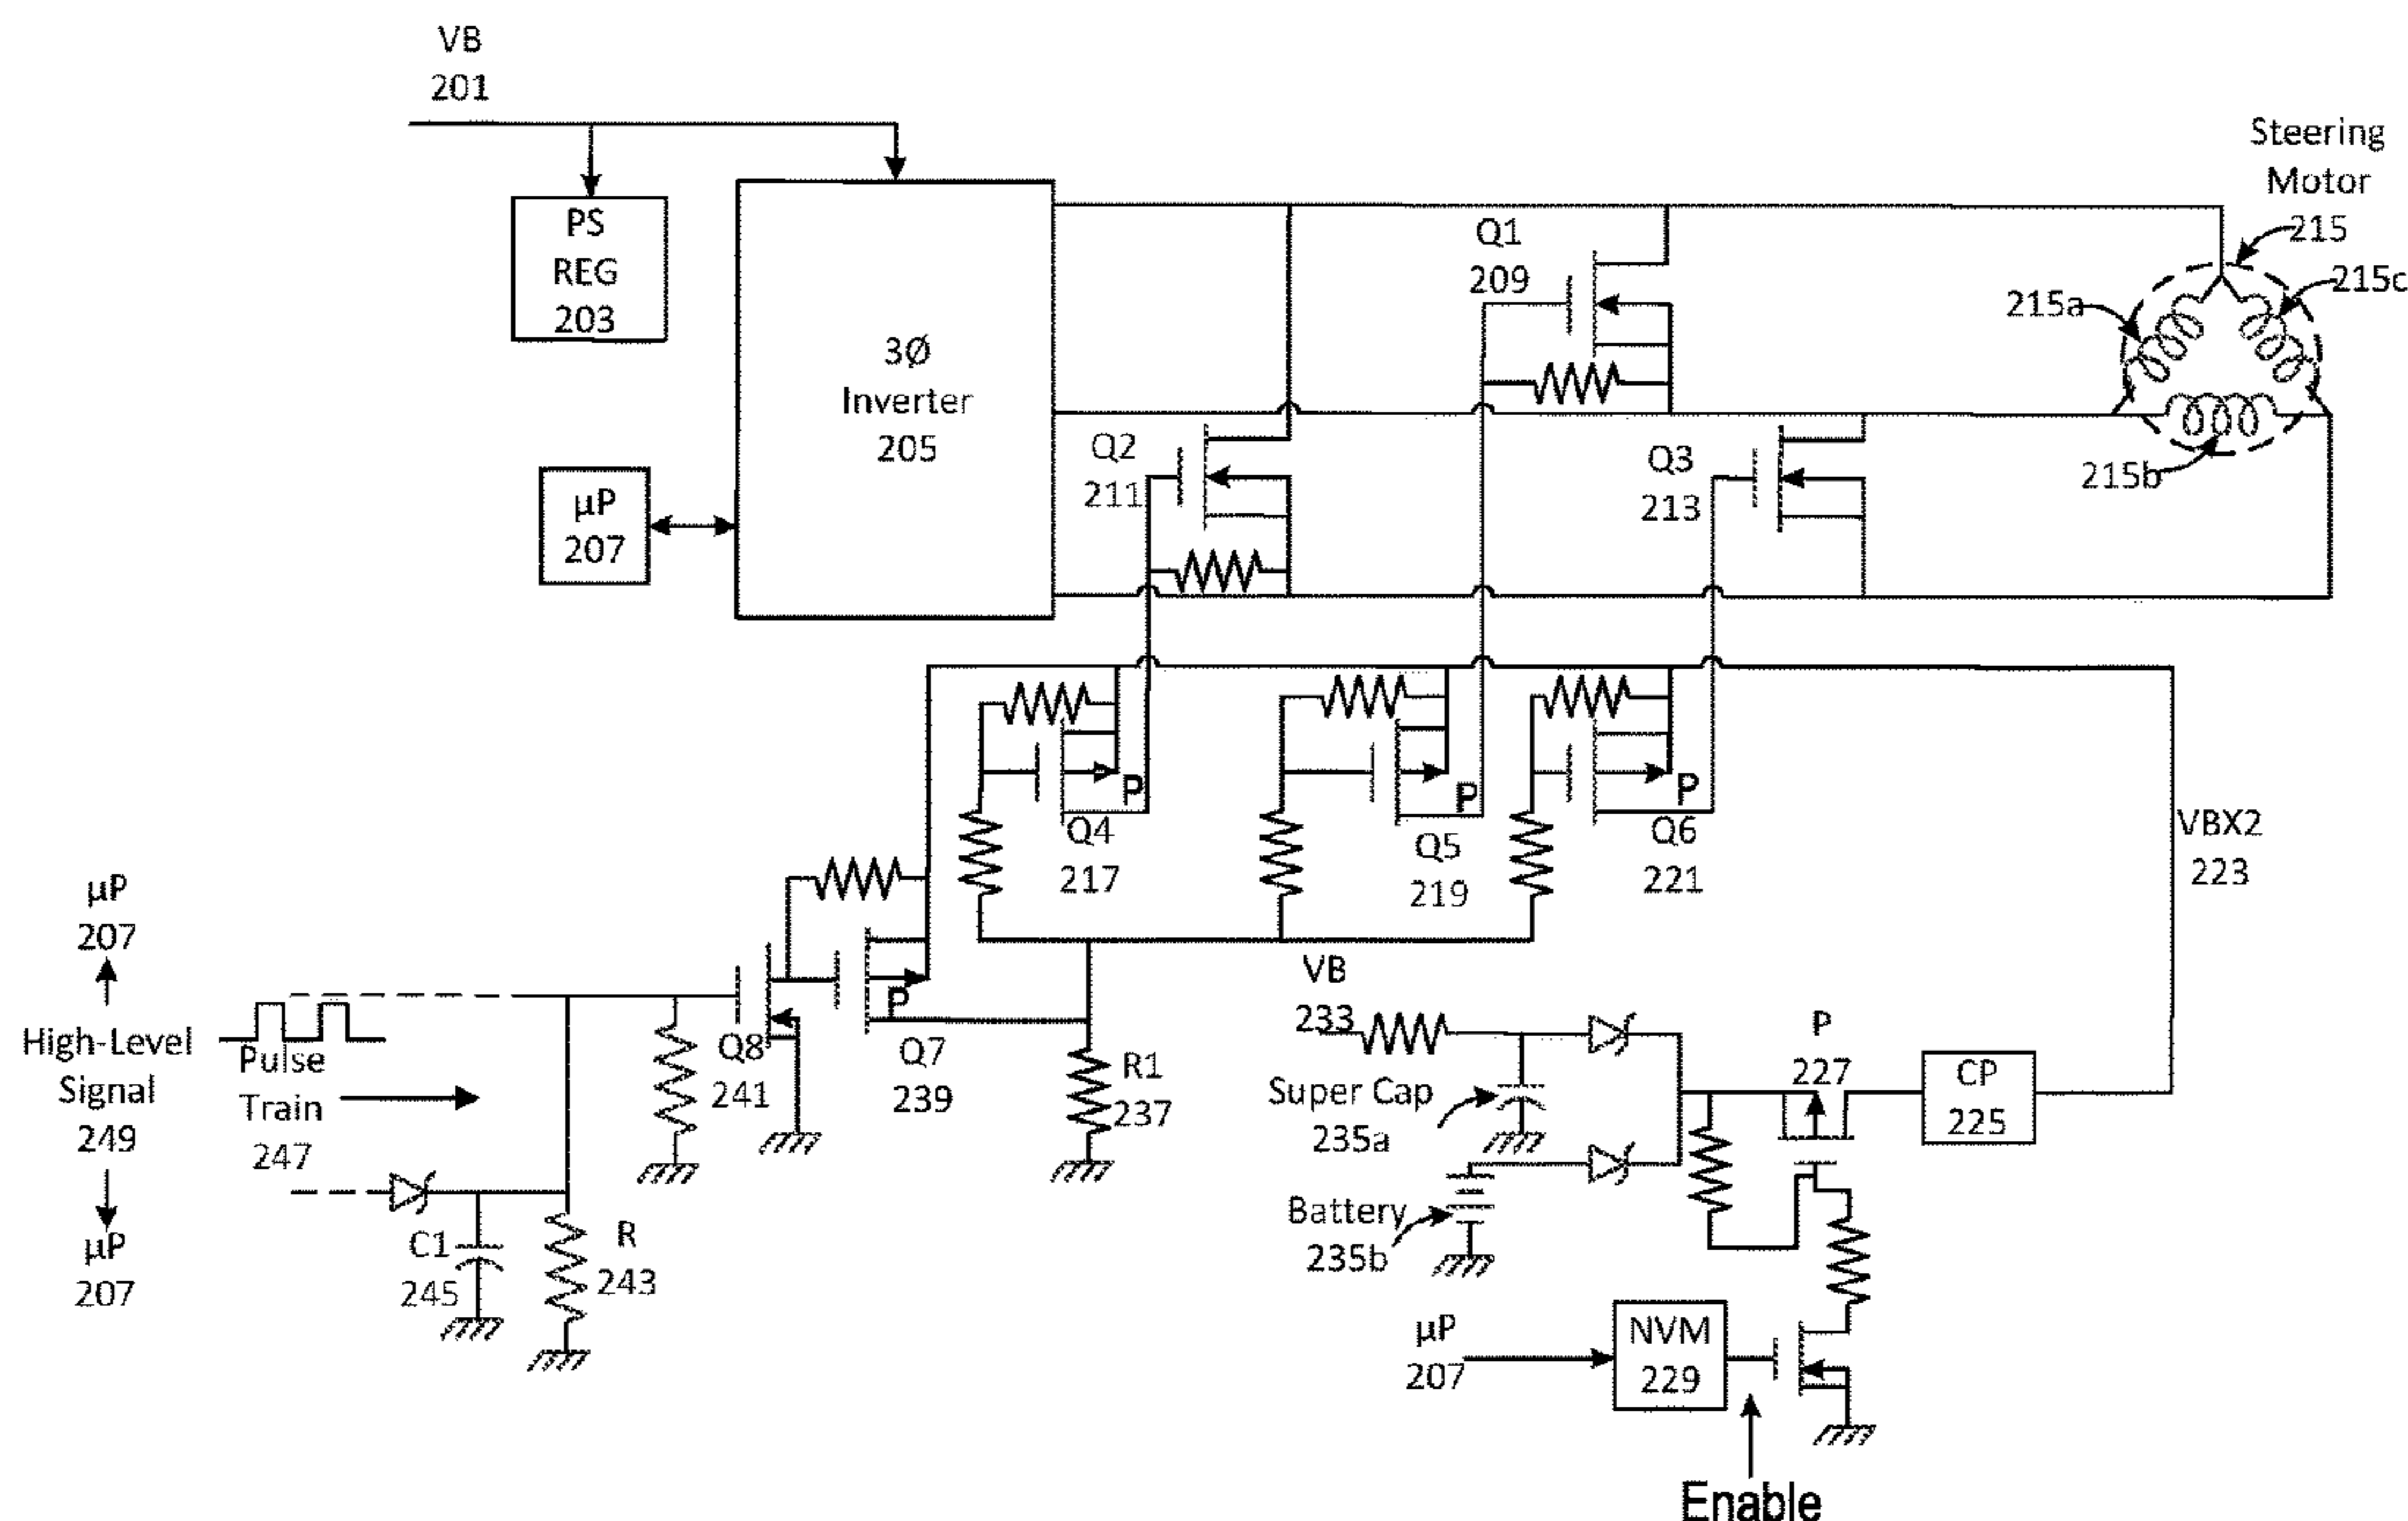 VB
201
PS
REG
203
3Ø
Inverter
205
µP
207
Q1
209
Q2
211
Q3
213
Steering
Motor
215
215a
215c
215b
P
Q4
217
P
Q5
219
P
Q6
221
VBX2
223
µP
207
High-Level
Signal
249
µP
207
Pulse
Train
247
C1
245
R
243
Q8
241
P
Q7
239
R1
237
VB
233
Super Cap
235a
Battery
235b
P
227
CP
225
µP
207
NVM
229
Enable